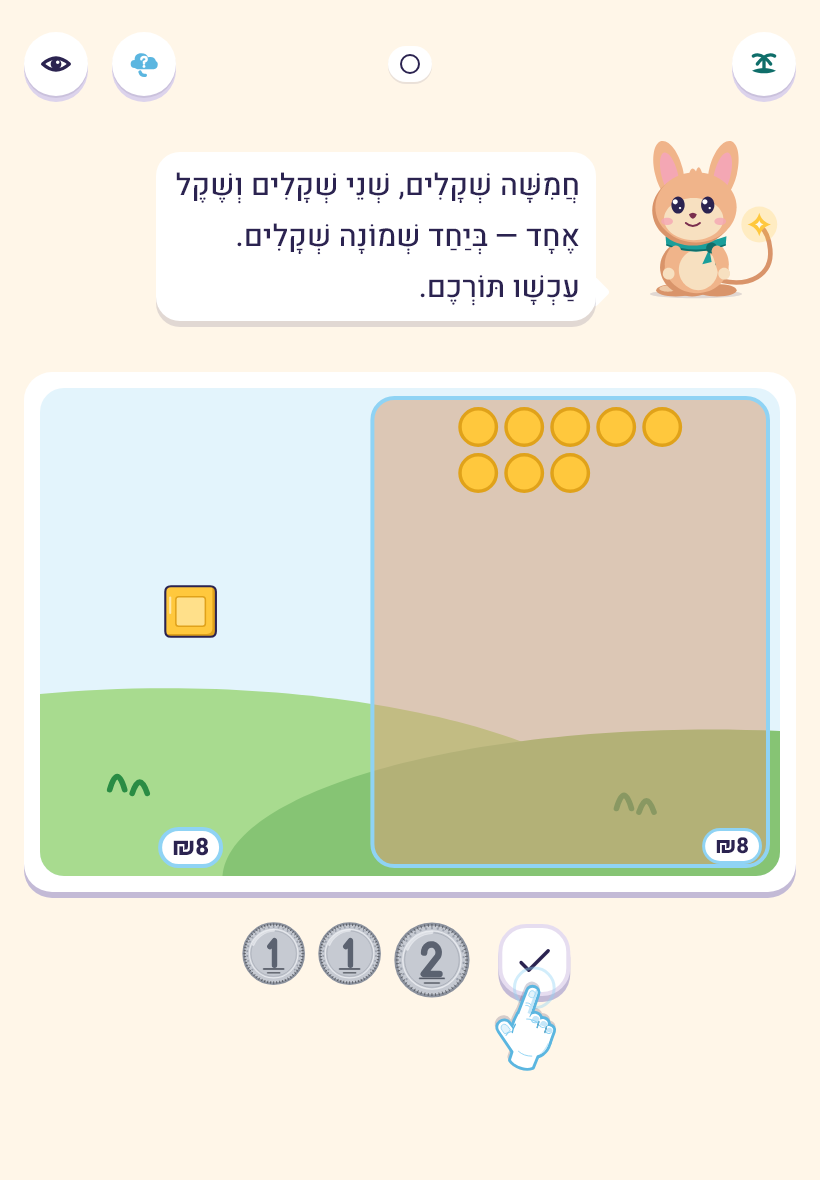 ?
חֲמִשָּׁה שְׁקָלִים, שְׁנֵי שְׁקָלִים וְשֶׁקֶל
אֶחָד – בְּיַחַד שְׁמוֹנָה שְׁקָלִים.
עַכְשָׁו תּוֹרְכֶם.
₪8
₪8
1 1 2